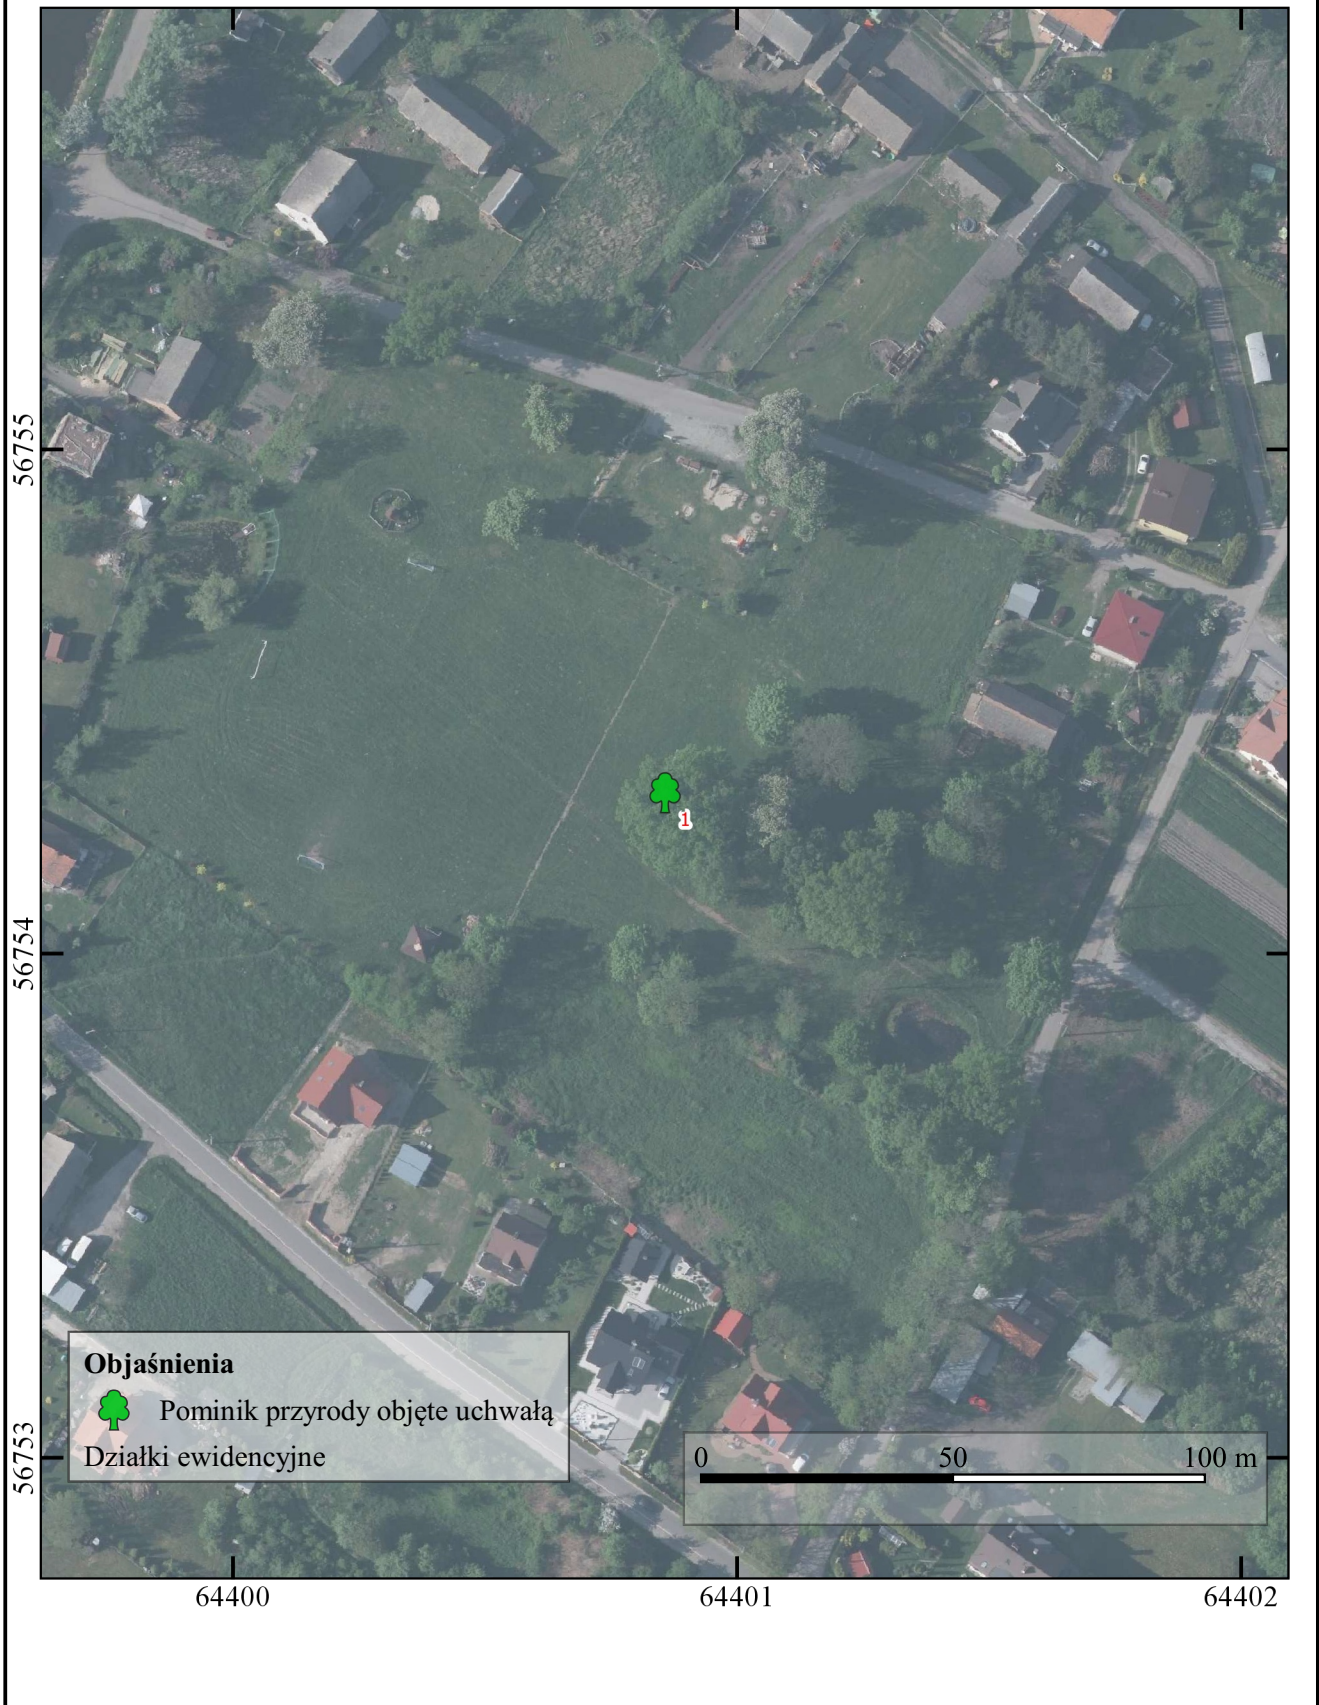 56755
1
56754
56753
Objaśnienia
Pominik przyrody objęte uchwałą
Działki ewidencyjne
0 50 100 m
64400 64401 64402